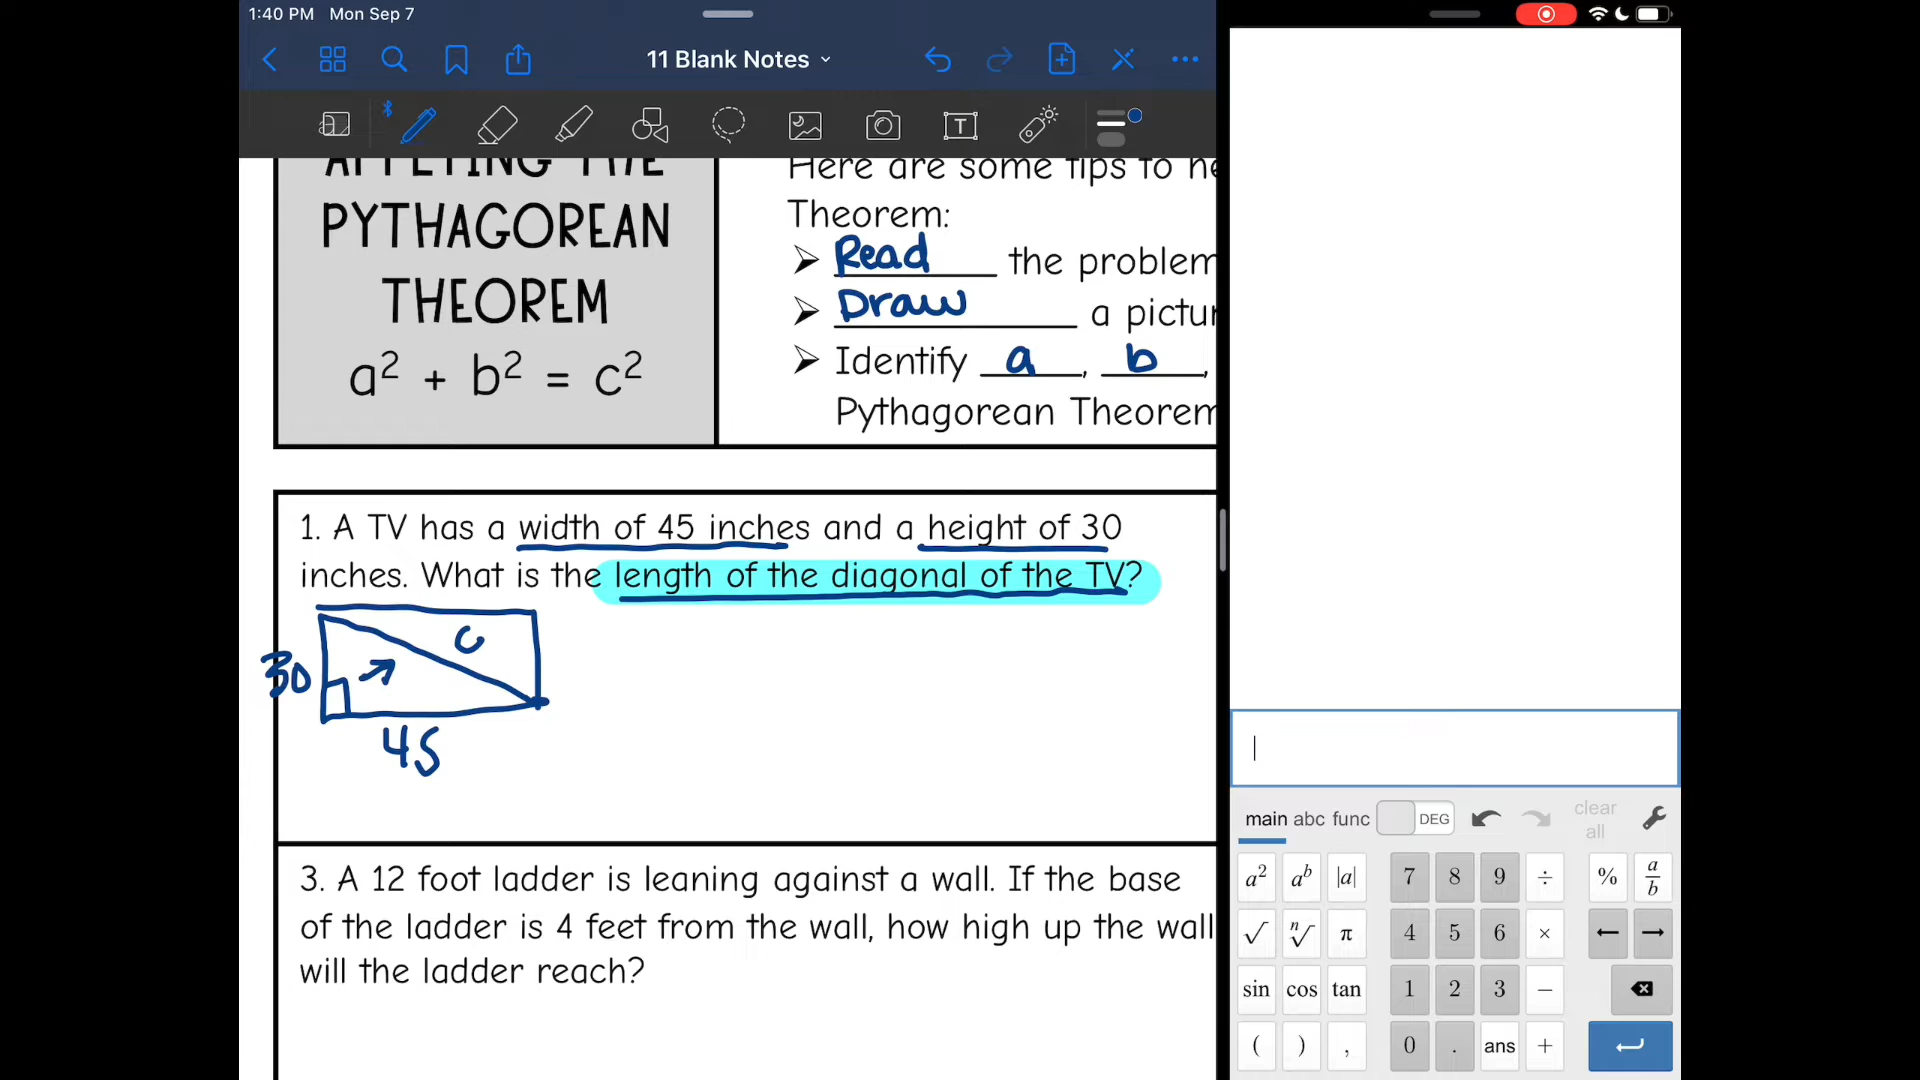 1:40 PM Mon Sep 7
11 Blank Notes
APPLYING THE
PYTHAGOREAN
THEOREM
a² + b² = c²
Here are some tips to he
Theorem:
➢ Read the problem
➢ Draw a pictur
➢ Identify a, b,
Pythagorean Theorem
1. A TV has a width of 45 inches and a height of 30
inches. What is the length of the diagonal of the TV?
c
30
45
3. A 12 foot ladder is leaning against a wall. If the base
of the ladder is 4 feet from the wall, how high up the wall
will the ladder reach?
main abc func DEG clear all
a² aᵇ |a| 7 8 9 ÷ % a/b
√ ⁿ√ π 4 5 6 × ← →
sin cos tan 1 2 3 −
( ) , 0 . ans +